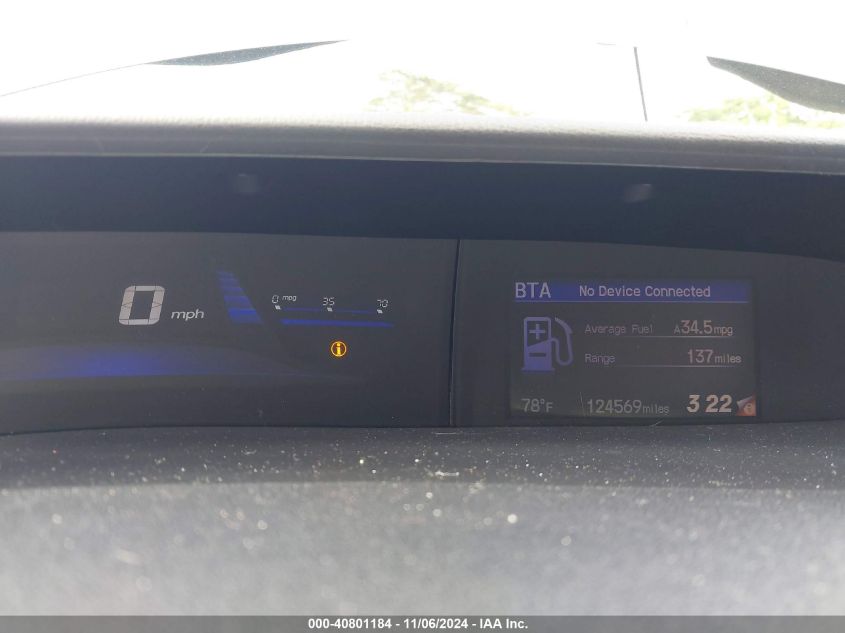 0 mph
0 mpg 35 70
i
BTA No Device Connected
Average Fuel A34.5mpg
Range 137miles
78°F 124569miles 3 22
000-40801184 - 11/06/2024 - IAA Inc.